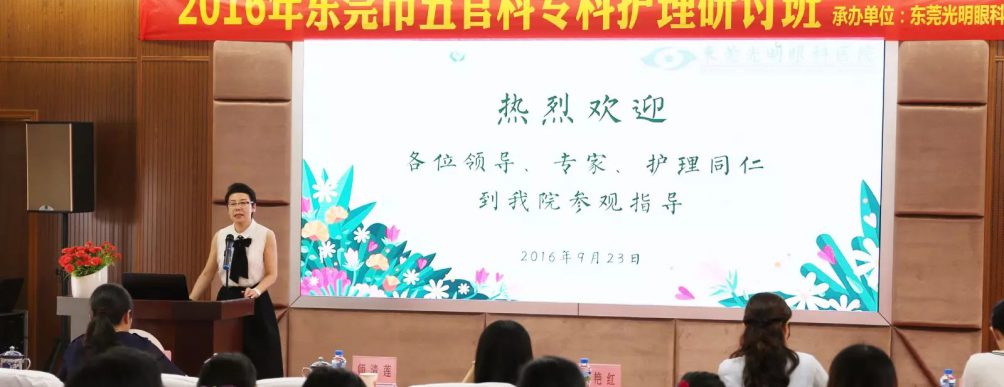 2016年东莞市五官科专科护理研讨班
承办单位：东莞光明眼科
东莞光明眼科医院
热烈欢迎
各位领导、专家、护理同仁
到我院参观指导
2016年9月23日
清莲
艳红